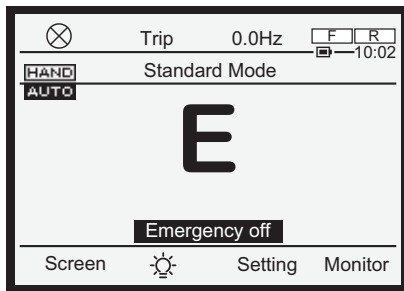 Trip 0.0Hz F R
10:02
HAND Standard Mode
AUTO
E
Emergency off
Screen Setting Monitor